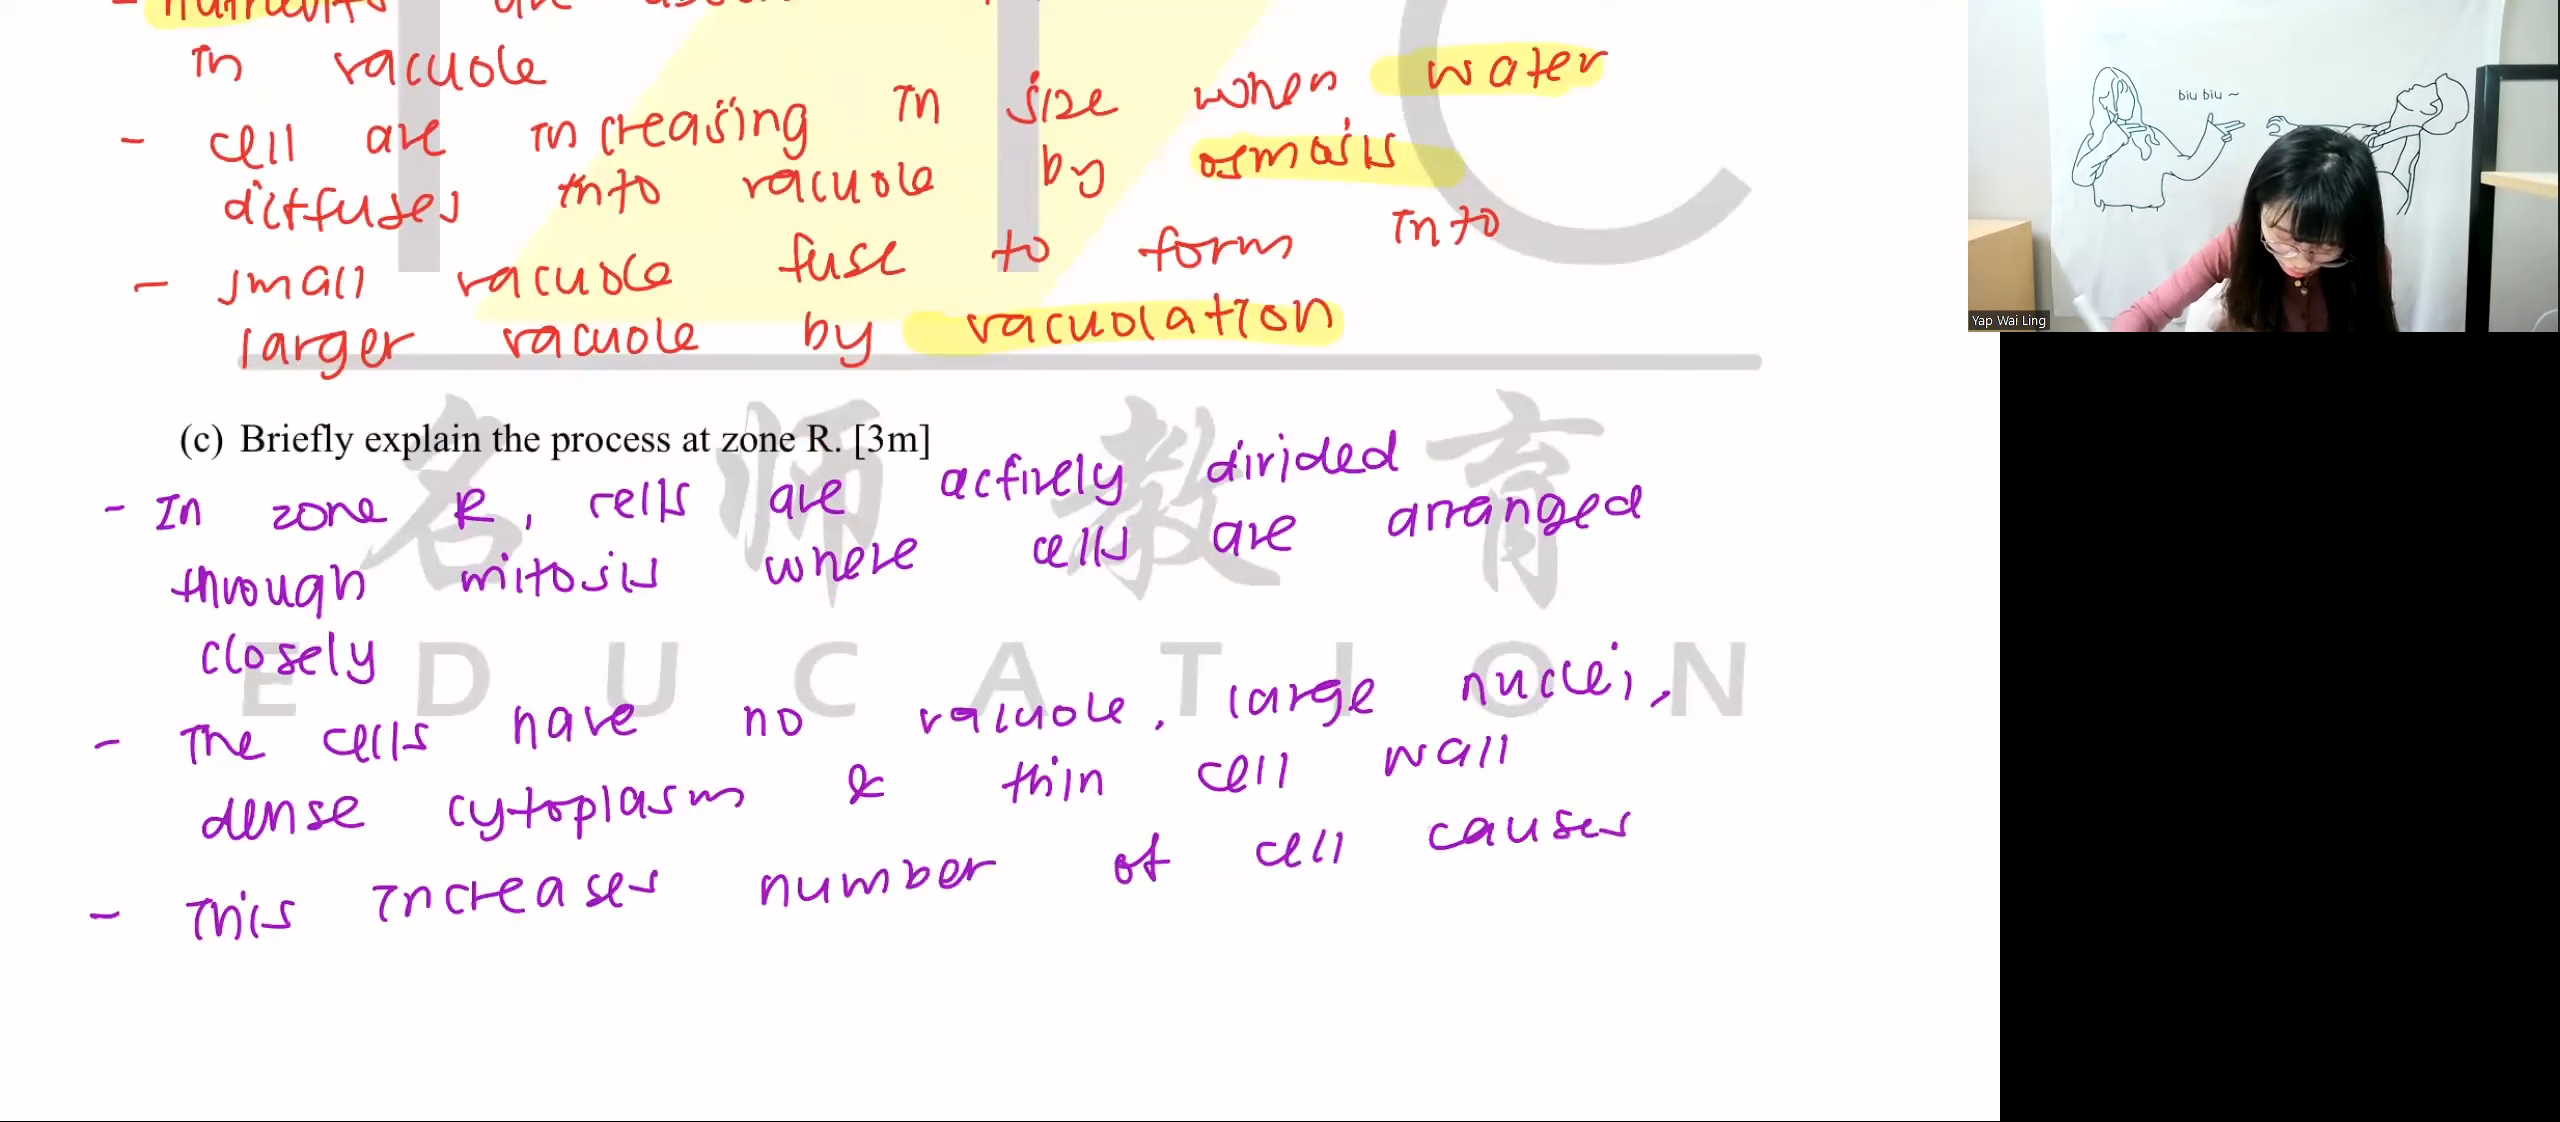 - nutrients are
in vacuole
- cell are increasing in size when water
diffuses into vacuole by osmosis
- small vacuole fuse to form into
larger vacuole by vacuolation
(c) Briefly explain the process at zone R. [3m]
- In zone R, cells are actively divided
through mitosis where cells are arranged
closely
- The cells have no vacuole, large nuclei,
dense cytoplasm & thin cell wall
- This increases number of cell causes
名师教育
EDUCATION
biu biu ~
Yap Wai Ling